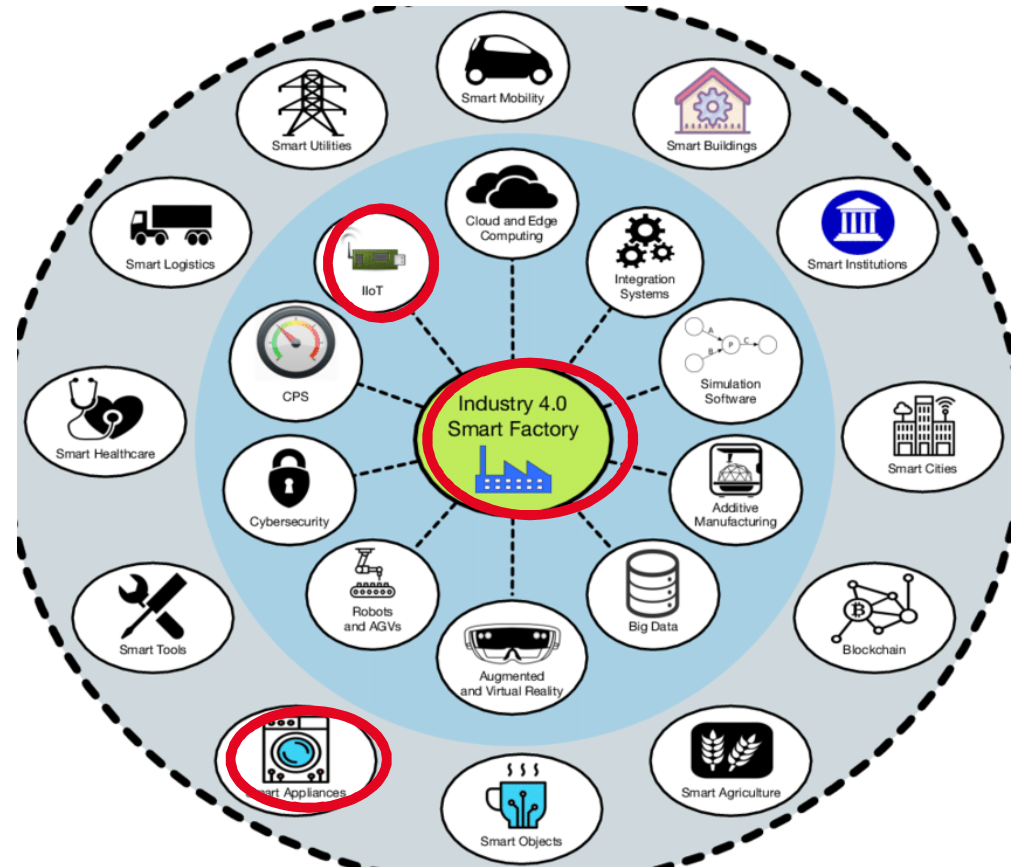 Smart Mobility
Smart Utilities
Smart Buildings
Cloud and Edge
Computing
Smart Logistics
IIoT
Integration
Systems
Smart Institutions
A
B
P
C
CPS
Simulation
Software
Industry 4.0
Smart Factory
Smart Healthcare
Smart Cities
Cybersecurity
Additive
Manufacturing
Robots
and AGVs
Big Data
Smart Tools
Blockchain
Augmented
and Virtual Reality
Smart Appliances
Smart Agriculture
Smart Objects